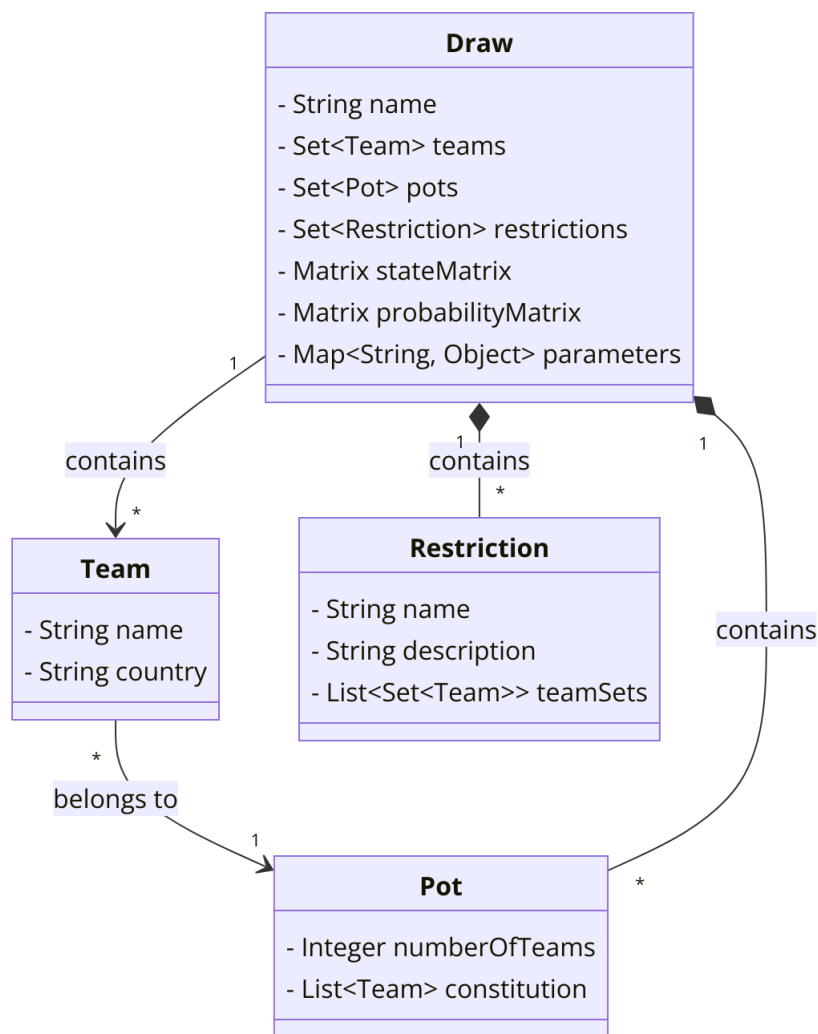 Draw
- String name
- Set<Team> teams
- Set<Pot> pots
- Set<Restriction> restrictions
- Matrix stateMatrix
- Matrix probabilityMatrix
- Map<String, Object> parameters
1
contains
*
1
contains
*
1
contains
*
Team
- String name
- String country
Restriction
- String name
- String description
- List<Set<Team>> teamSets
*
belongs to
1
Pot
- Integer numberOfTeams
- List<Team> constitution